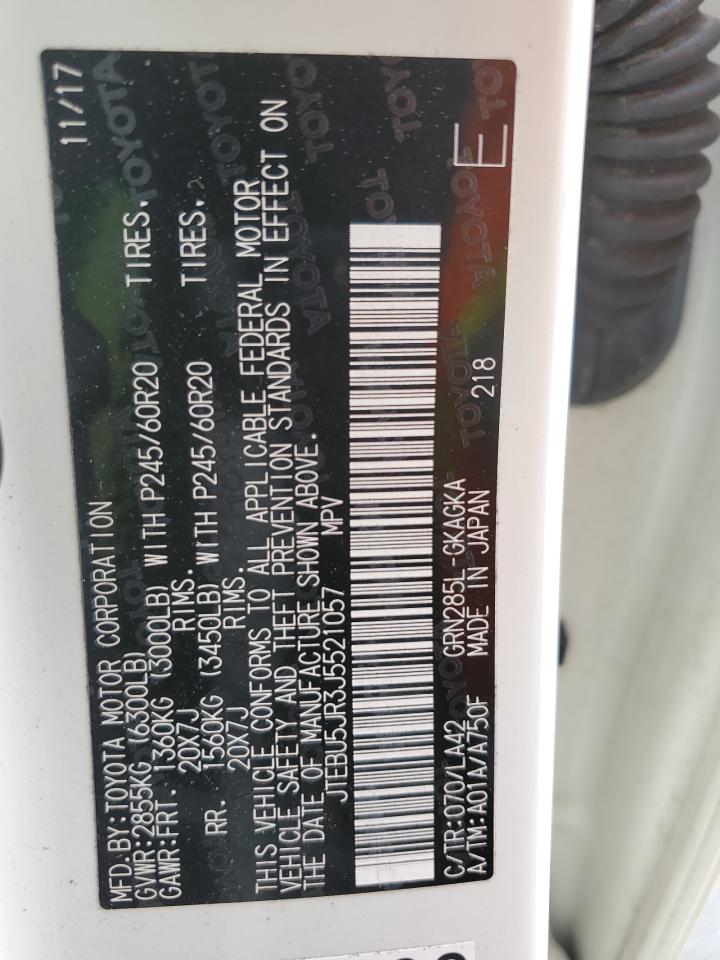 MFD.BY:TOYOTA MOTOR CORPORATION 11/17
GVWR:2855KG (6300LB)
GAWR:FRT. 1360KG (3000LB) WITH P245/60R20 TIRES.
20X7J RIMS.
RR. 1560KG (3450LB) WITH P245/60R20 TIRES.
20X7J RIMS.
THIS VEHICLE CONFORMS TO ALL APPLICABLE FEDERAL MOTOR
VEHICLE SAFETY AND THEFT PREVENTION STANDARDS IN EFFECT ON
THE DATE OF MANUFACTURE SHOWN ABOVE.
JTEBU5JR3J5521057 MPV
C/TR:070/LA42 GRN285L-GKAGKA
A/TM:A01A/A750F MADE IN JAPAN 218
E